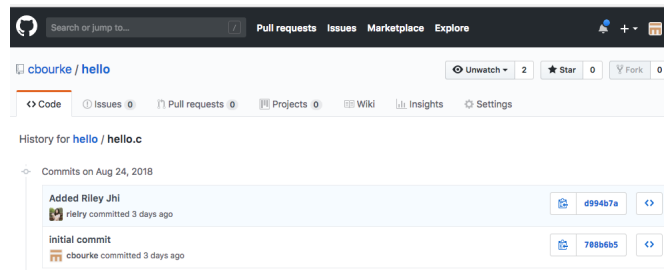 Search or jump to... /
Pull requests Issues Marketplace Explore
cbourke / hello
Unwatch 2 Star 0 Fork 0
Code Issues 0 Pull requests 0 Projects 0 Wiki Insights Settings
History for hello / hello.c
Commits on Aug 24, 2018
Added Riley Jhi
d994b7a
rielry committed 3 days ago
initial commit
708b6b5
cbourke committed 3 days ago